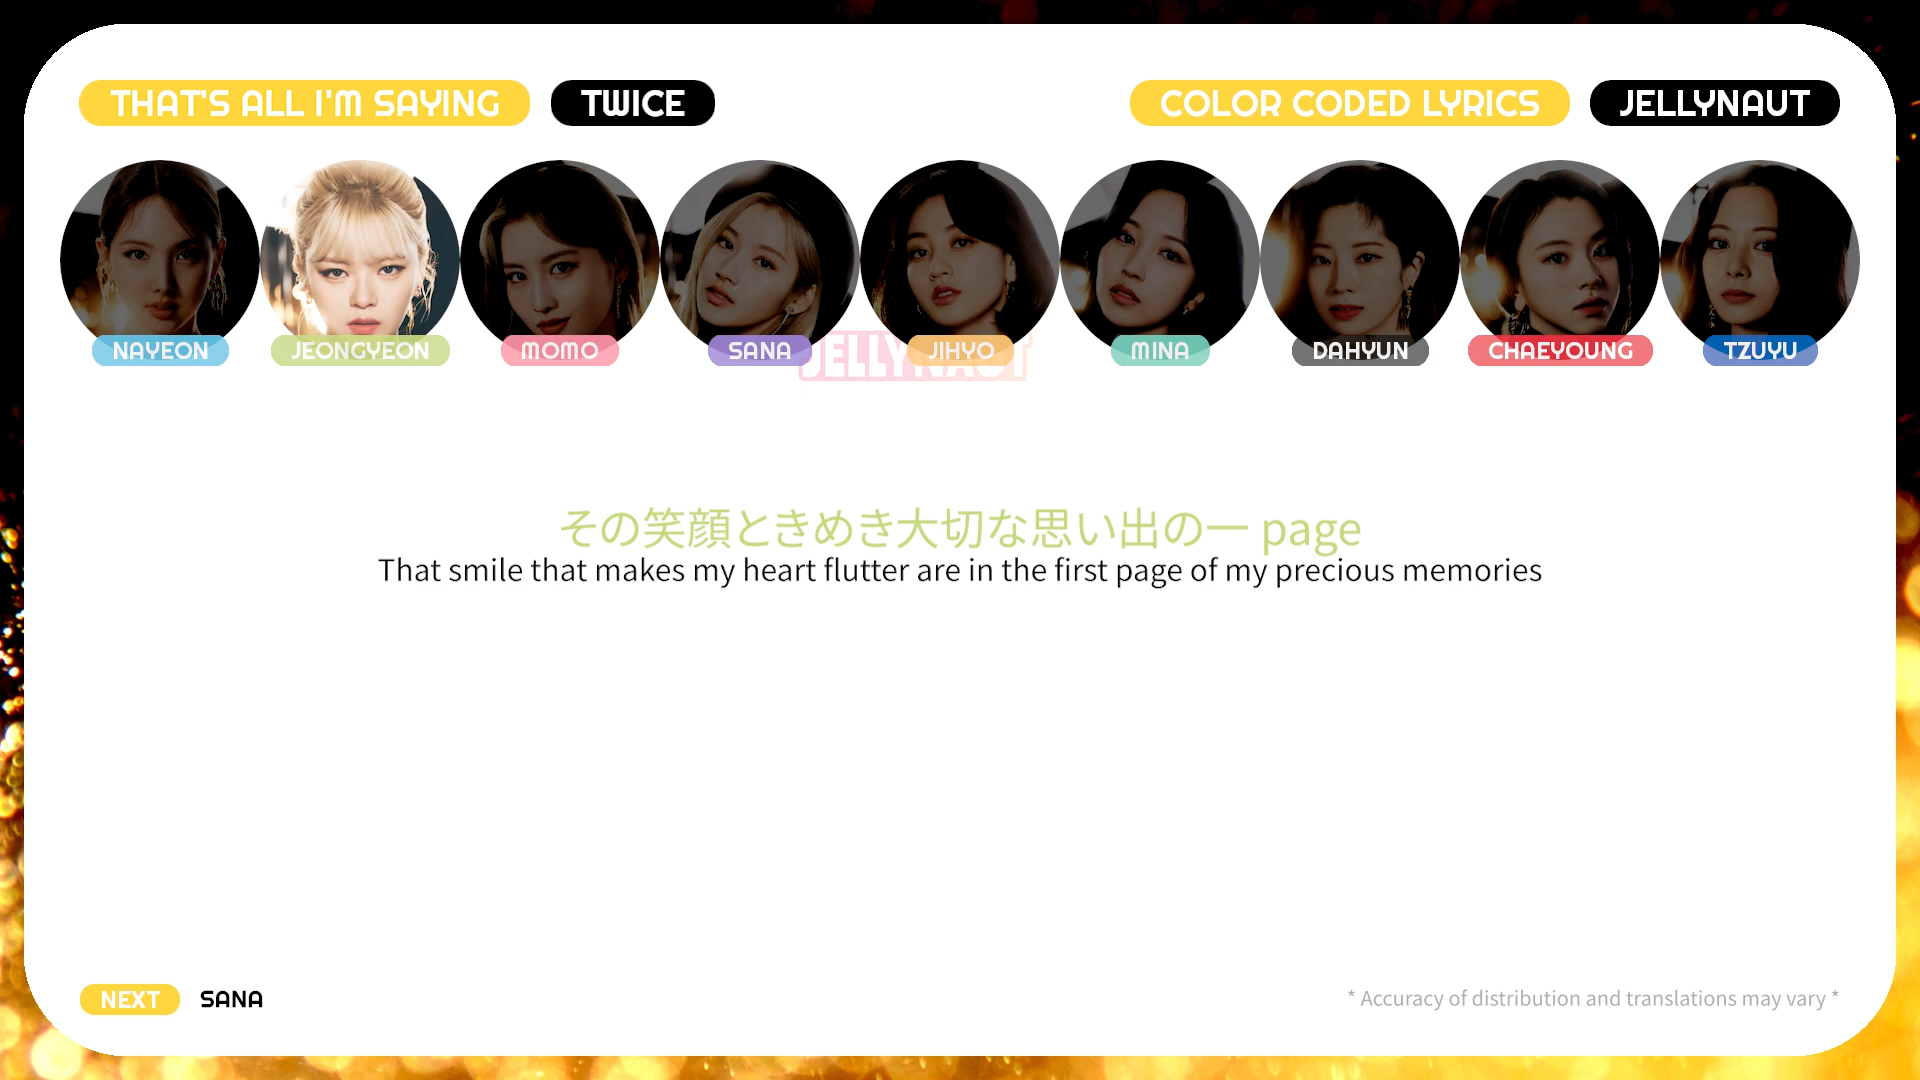 THAT'S ALL I'M SAYING TWICE COLOR CODED LYRICS JELLYNAUT
NAYEON JEONGYEON MOMO SANA JIHYO MINA DAHYUN CHAEYOUNG TZUYU
JELLYNAUT
その笑顔ときめき大切な思い出の一 page
That smile that makes my heart flutter are in the first page of my precious memories
NEXT SANA * Accuracy of distribution and translations may vary *